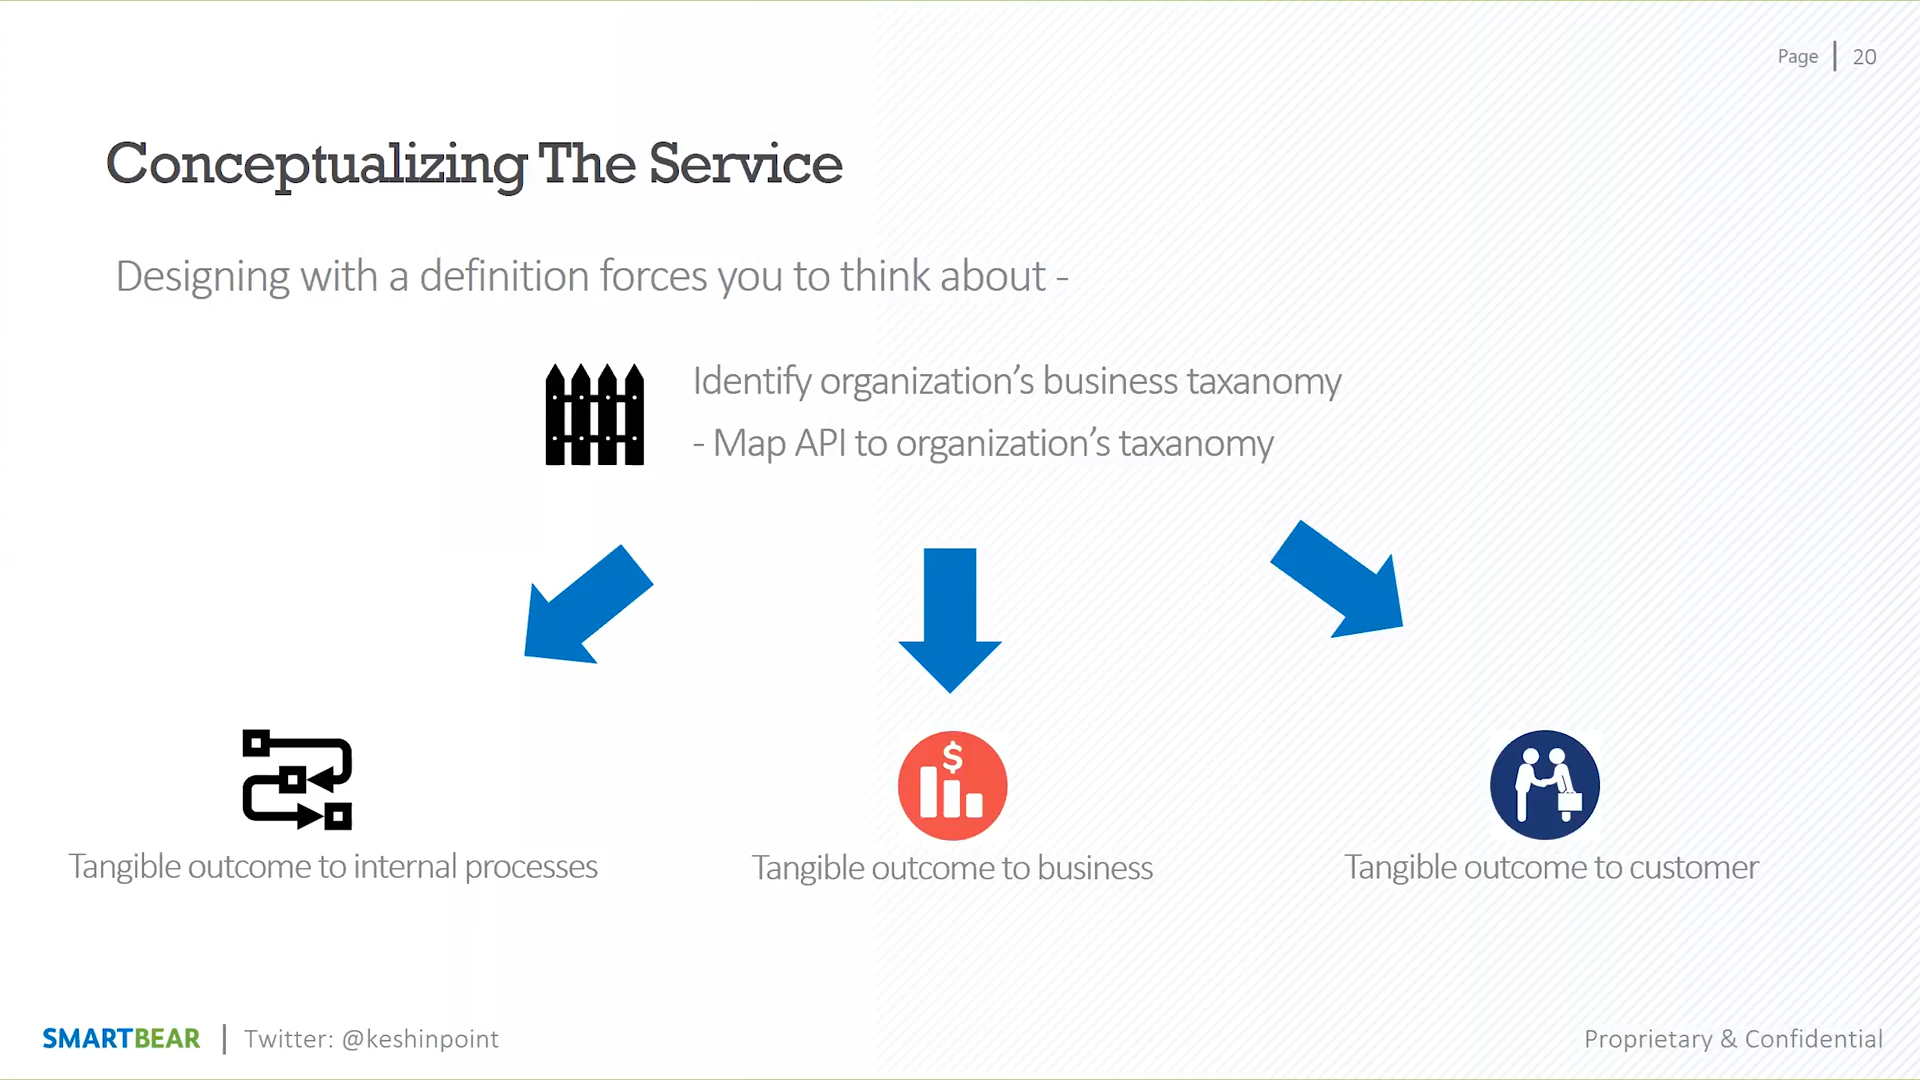 Page | 20
Conceptualizing The Service
Designing with a definition forces you to think about -
Identify organization’s business taxanomy
- Map API to organization’s taxanomy
$
Tangible outcome to internal processes
Tangible outcome to business
Tangible outcome to customer
SMARTBEAR | Twitter: @keshinpoint
Proprietary & Confidential